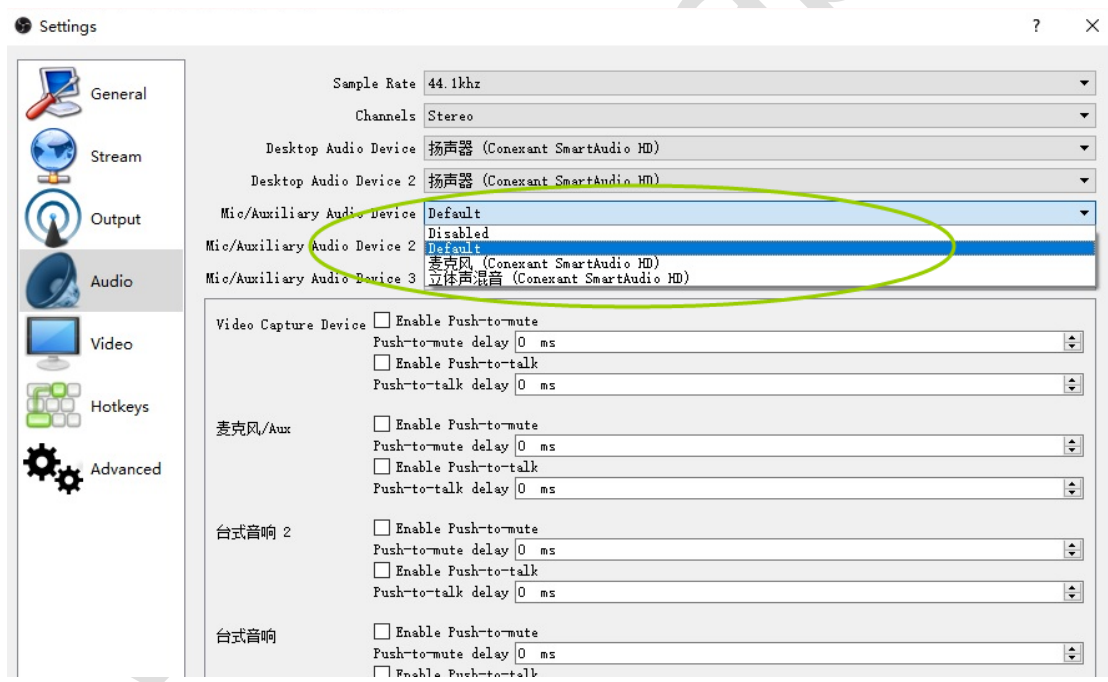 Settings
?
General
Stream
Output
Audio
Video
Hotkeys
Advanced
Sample Rate 44.1khz
Channels Stereo
Desktop Audio Device 扬声器 (Conexant SmartAudio HD)
Desktop Audio Device 2 扬声器 (Conexant SmartAudio HD)
Mic/Auxiliary Audio Device Default
Disabled
Mic/Auxiliary Audio Device 2 Default
麦克风 (Conexant SmartAudio HD)
Mic/Auxiliary Audio Device 3 立体声混音 (Conexant SmartAudio HD)
Video Capture Device Enable Push-to-mute
Push-to-mute delay 0 ms
Enable Push-to-talk
Push-to-talk delay 0 ms
麦克风/Aux Enable Push-to-mute
Push-to-mute delay 0 ms
Enable Push-to-talk
Push-to-talk delay 0 ms
台式音响 2 Enable Push-to-mute
Push-to-mute delay 0 ms
Enable Push-to-talk
Push-to-talk delay 0 ms
台式音响 Enable Push-to-mute
Push-to-mute delay 0 ms
Enable Push-to-talk